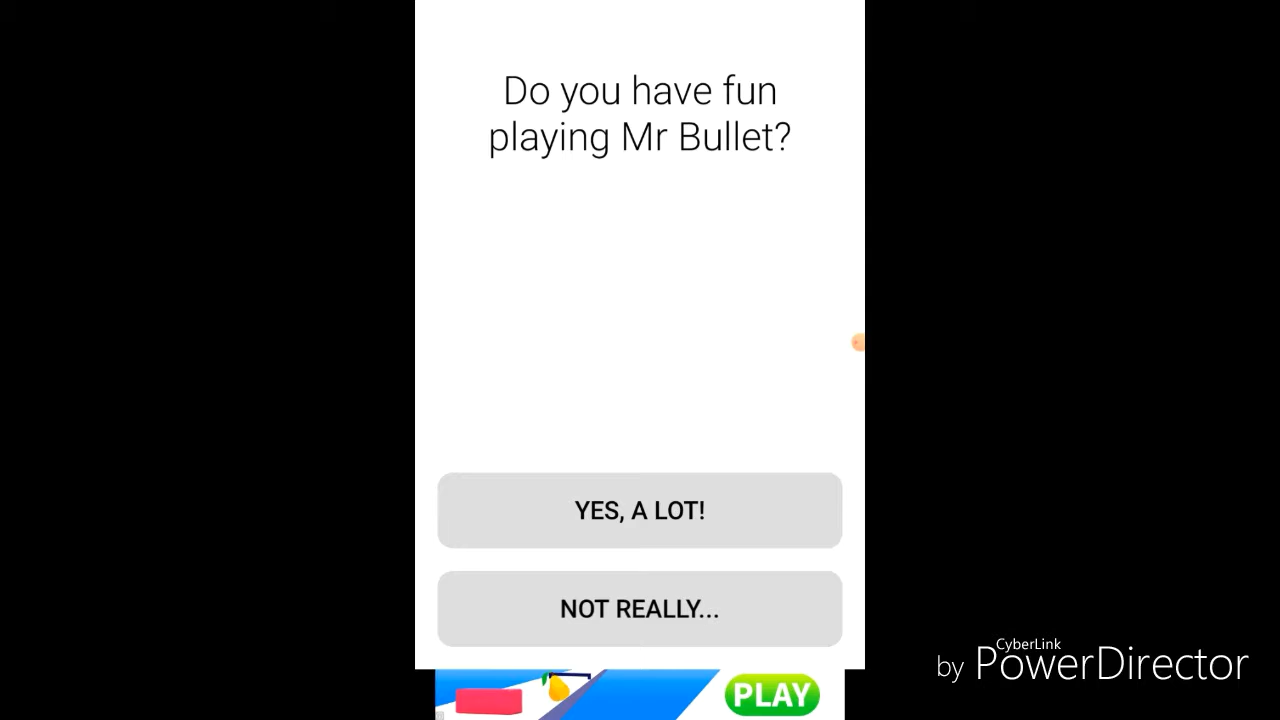 Do you have fun
playing Mr Bullet?
YES, A LOT!
NOT REALLY...
PLAY
CyberLink
by PowerDirector